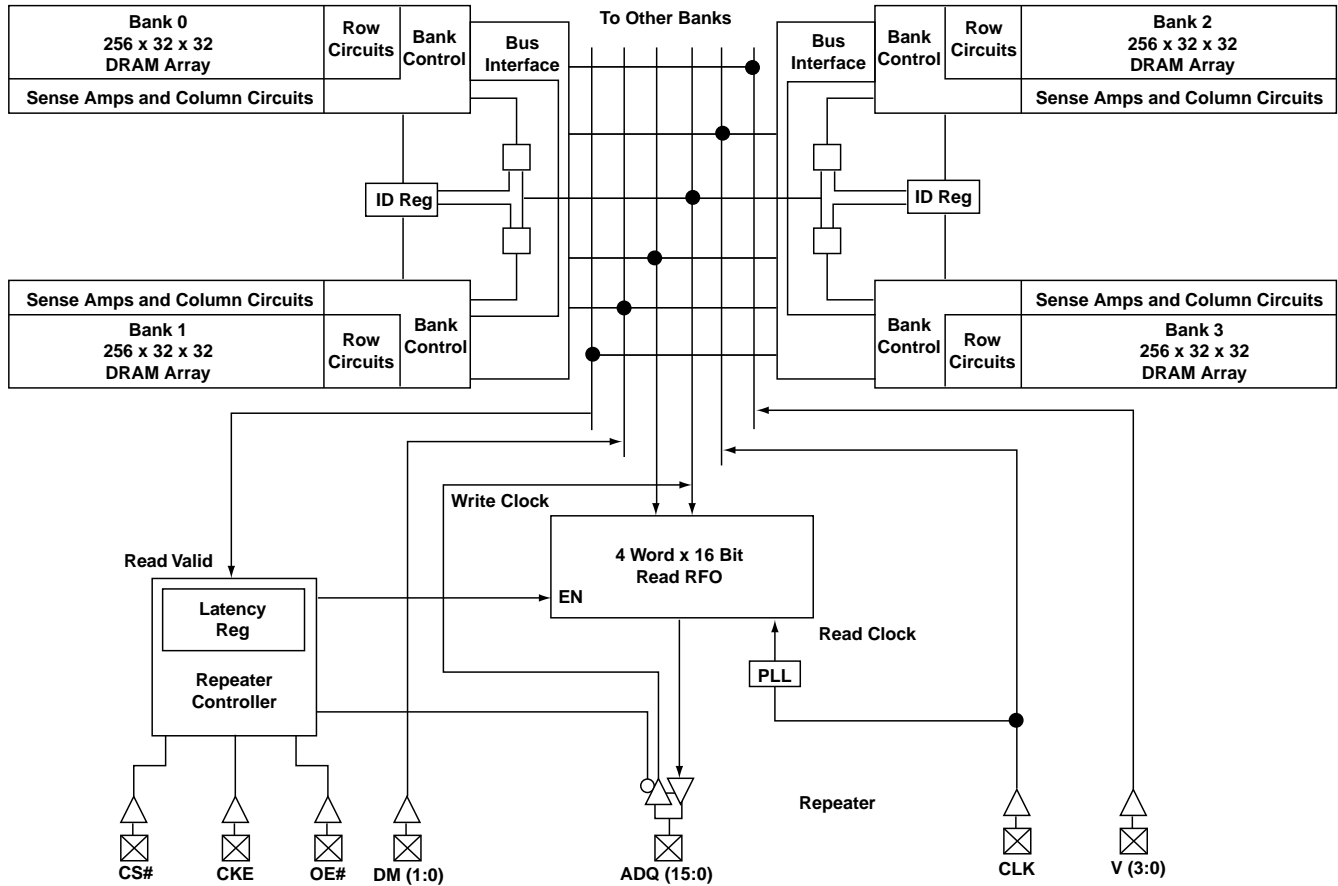 Bank 0
256 x 32 x 32
DRAM Array
Row
Circuits
Bank
Control
Sense Amps and Column Circuits
Bus
Interface
To Other Banks
Bus
Interface
Bank
Control
Row
Circuits
Bank 2
256 x 32 x 32
DRAM Array
Sense Amps and Column Circuits
ID Reg
ID Reg
Sense Amps and Column Circuits
Bank 1
256 x 32 x 32
DRAM Array
Row
Circuits
Bank
Control
Bank
Control
Row
Circuits
Sense Amps and Column Circuits
Bank 3
256 x 32 x 32
DRAM Array
Write Clock
4 Word x 16 Bit
Read RFO
EN
Read Valid
Latency
Reg
Repeater
Controller
Read Clock
PLL
Repeater
CS#
CKE
OE#
DM (1:0)
ADQ (15:0)
CLK
V (3:0)